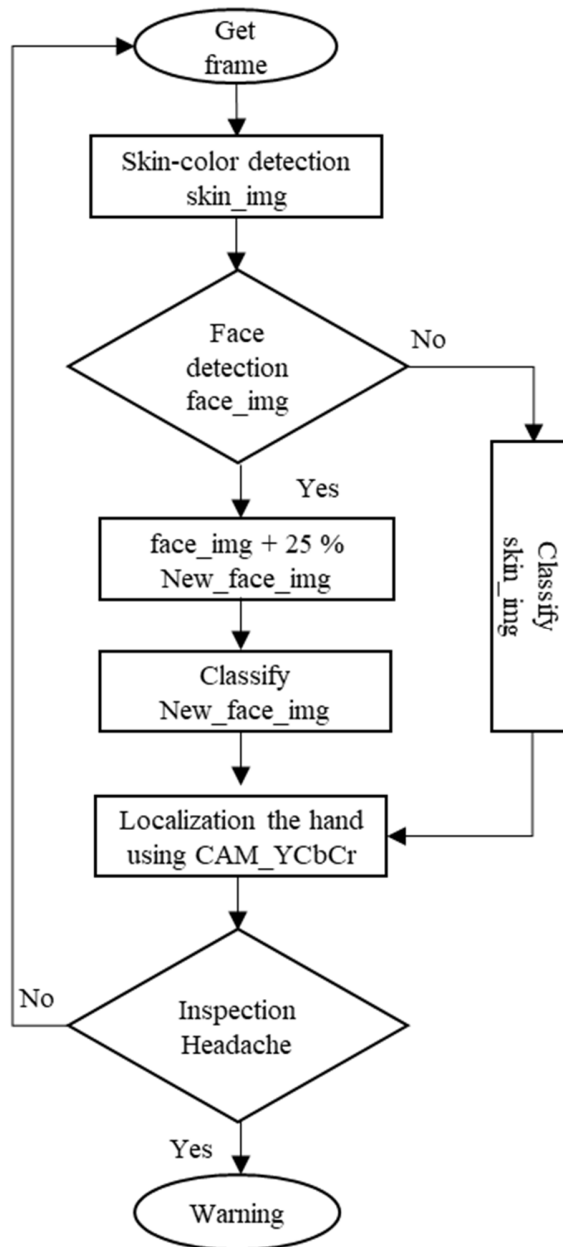 Get
frame
Skin-color detection
skin_img
Face
detection
face_img
No
Yes
face_img + 25 %
New_face_img
Classify
skin_img
Classify
New_face_img
Localization the hand
using CAM_YCbCr
No
Inspection
Headache
Yes
Warning